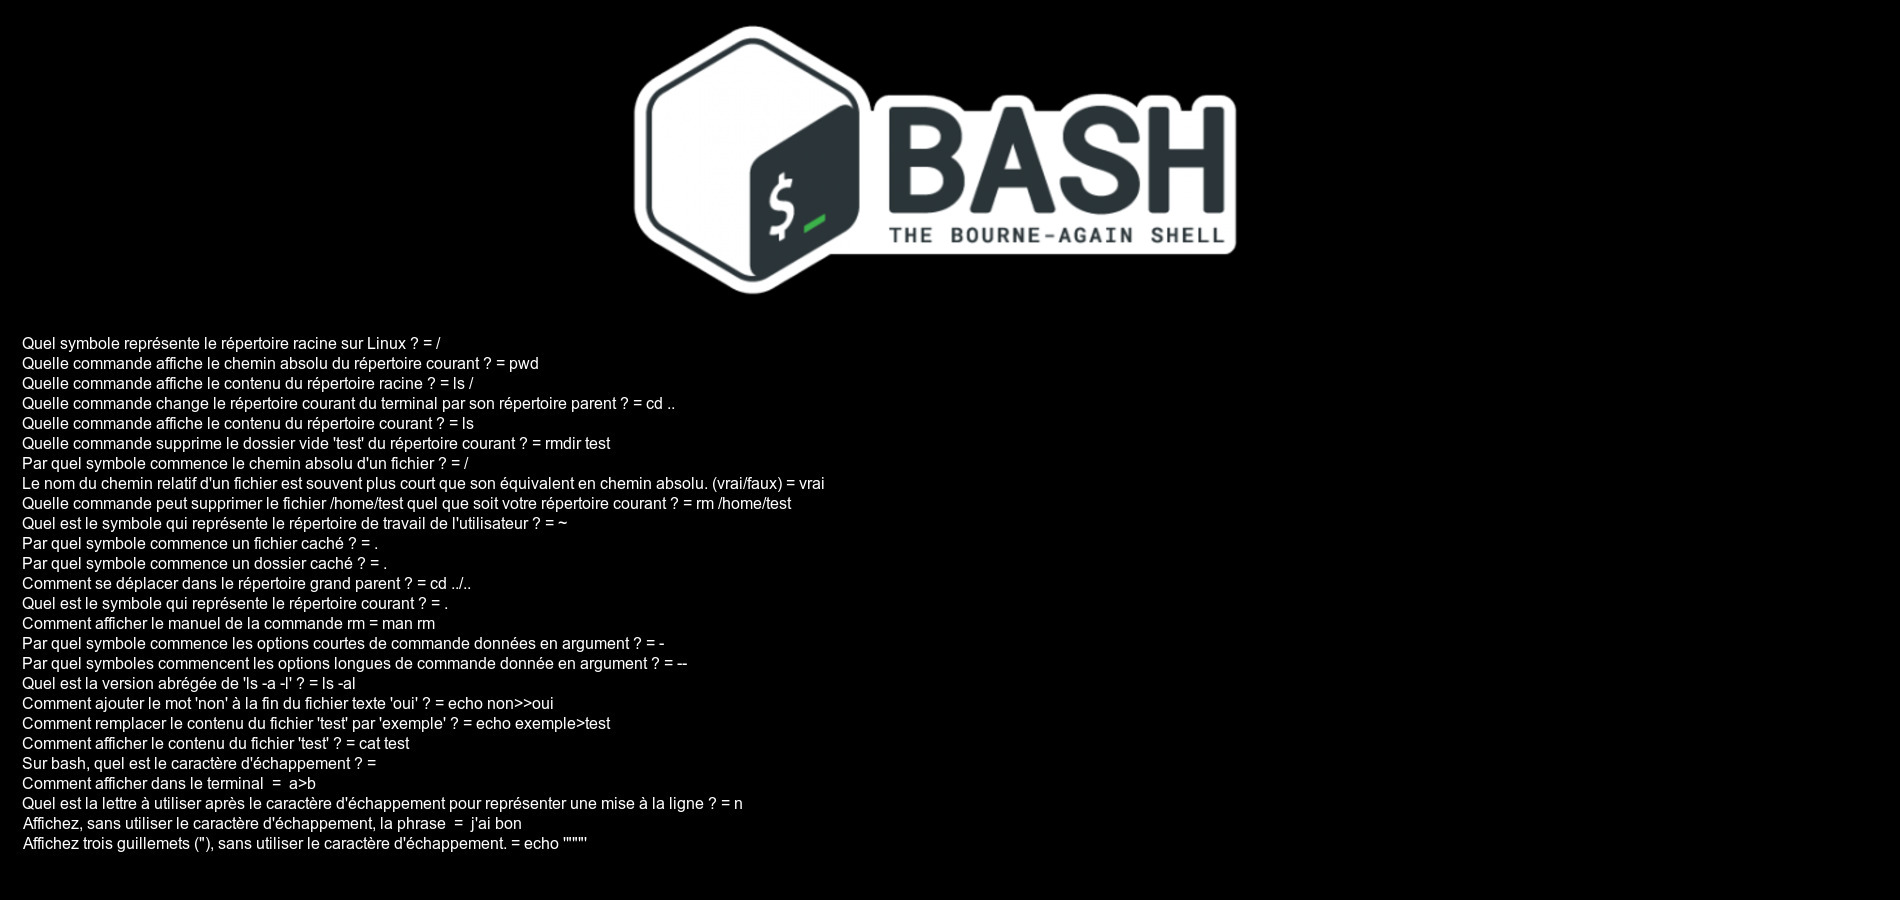 $_
BASH
THE BOURNE-AGAIN SHELL
Quel symbole représente le répertoire racine sur Linux ? = /
Quelle commande affiche le chemin absolu du répertoire courant ? = pwd
Quelle commande affiche le contenu du répertoire racine ? = ls /
Quelle commande change le répertoire courant du terminal par son répertoire parent ? = cd ..
Quelle commande affiche le contenu du répertoire courant ? = ls
Quelle commande supprime le dossier vide 'test' du répertoire courant ? = rmdir test
Par quel symbole commence le chemin absolu d'un fichier ? = /
Le nom du chemin relatif d'un fichier est souvent plus court que son équivalent en chemin absolu. (vrai/faux) = vrai
Quelle commande peut supprimer le fichier /home/test quel que soit votre répertoire courant ? = rm /home/test
Quel est le symbole qui représente le répertoire de travail de l'utilisateur ? = ~
Par quel symbole commence un fichier caché ? = .
Par quel symbole commence un dossier caché ? = .
Comment se déplacer dans le répertoire grand parent ? = cd ../..
Quel est le symbole qui représente le répertoire courant ? = .
Comment afficher le manuel de la commande rm = man rm
Par quel symbole commence les options courtes de commande données en argument ? = -
Par quel symboles commencent les options longues de commande donnée en argument ? = --
Quel est la version abrégée de 'ls -a -l' ? = ls -al
Comment ajouter le mot 'non' à la fin du fichier texte 'oui' ? = echo non>>oui
Comment remplacer le contenu du fichier 'test' par 'exemple' ? = echo exemple>test
Comment afficher le contenu du fichier 'test' ? = cat test
Sur bash, quel est le caractère d'échappement ? =
Comment afficher dans le terminal  =  a>b
Quel est la lettre à utiliser après le caractère d'échappement pour représenter une mise à la ligne ? = n
Affichez, sans utiliser le caractère d'échappement, la phrase  =  j'ai bon
Affichez trois guillemets ("), sans utiliser le caractère d'échappement. = echo '"""'